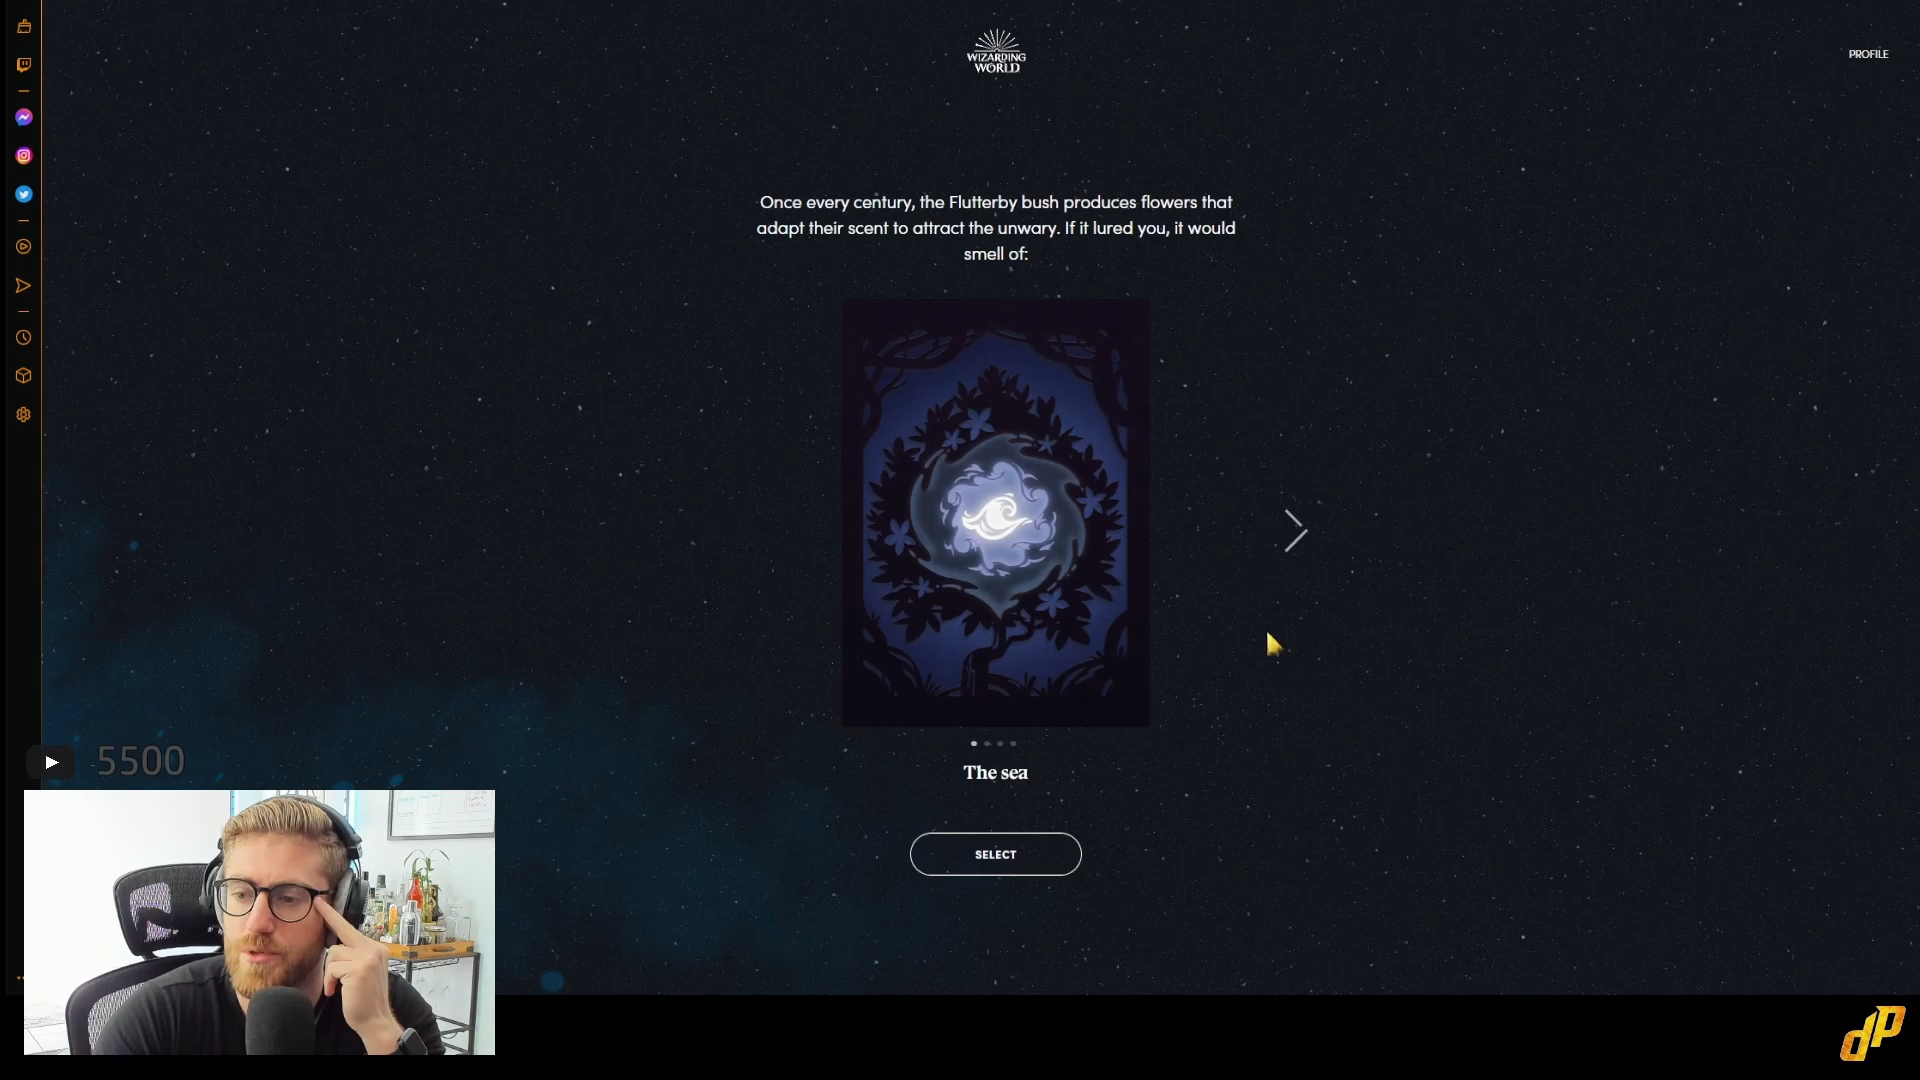 WIZARDING
WORLD
PROFILE
Once every century, the Flutterby bush produces flowers that
adapt their scent to attract the unwary. If it lured you, it would
smell of:
The sea
SELECT
5500
dP